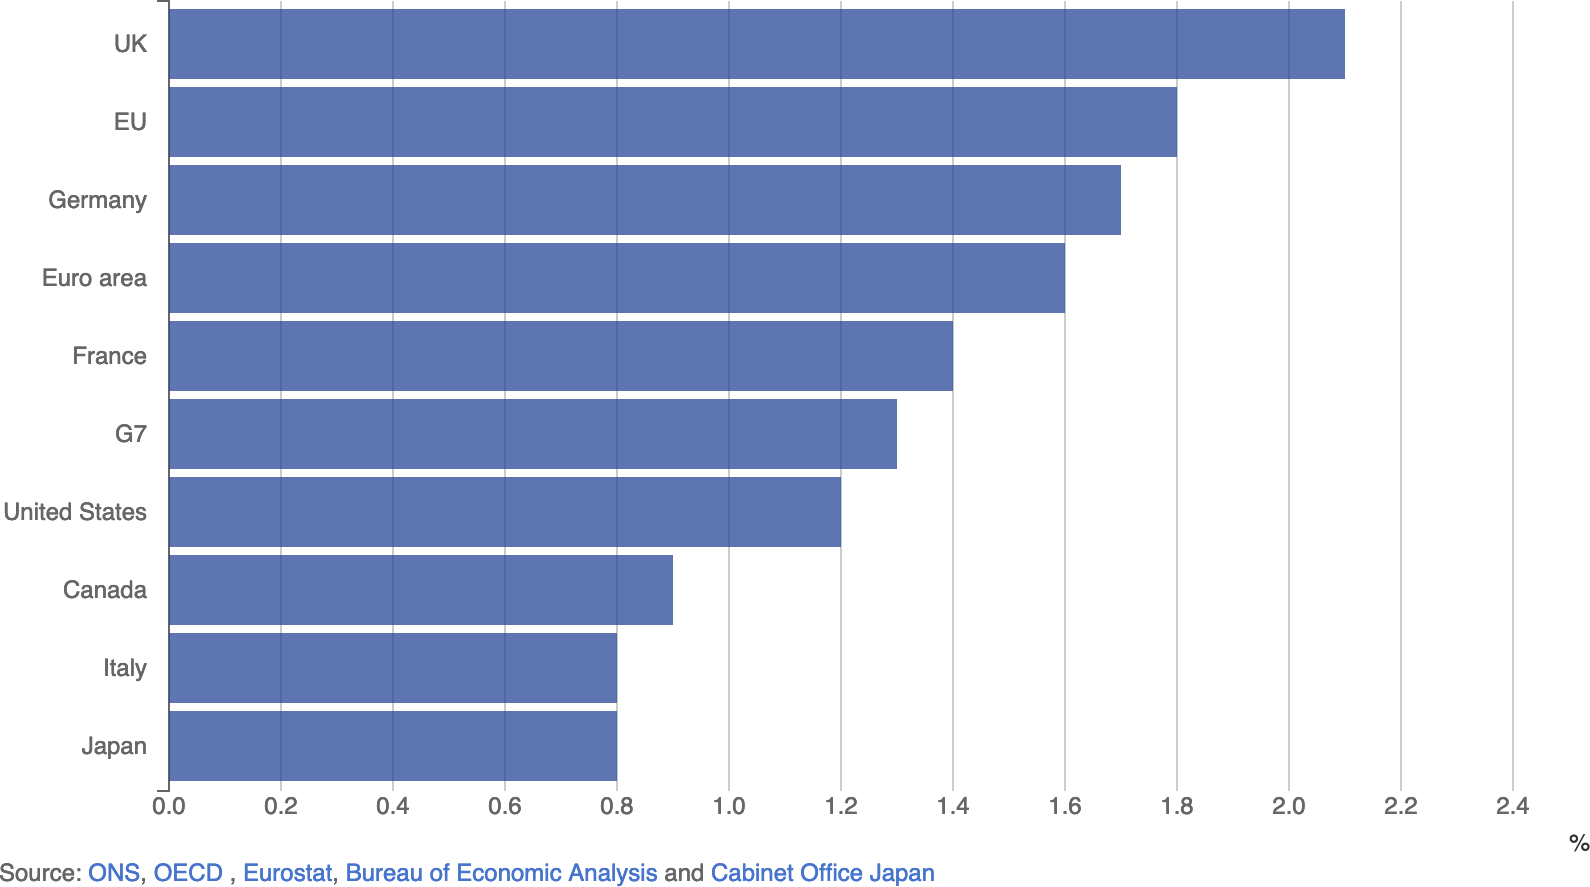 UK
EU
Germany
Euro area
France
G7
United States
Canada
Italy
Japan
0.0 0.2 0.4 0.6 0.8 1.0 1.2 1.4 1.6 1.8 2.0 2.2 2.4
%
Source: ONS, OECD , Eurostat, Bureau of Economic Analysis and Cabinet Office Japan